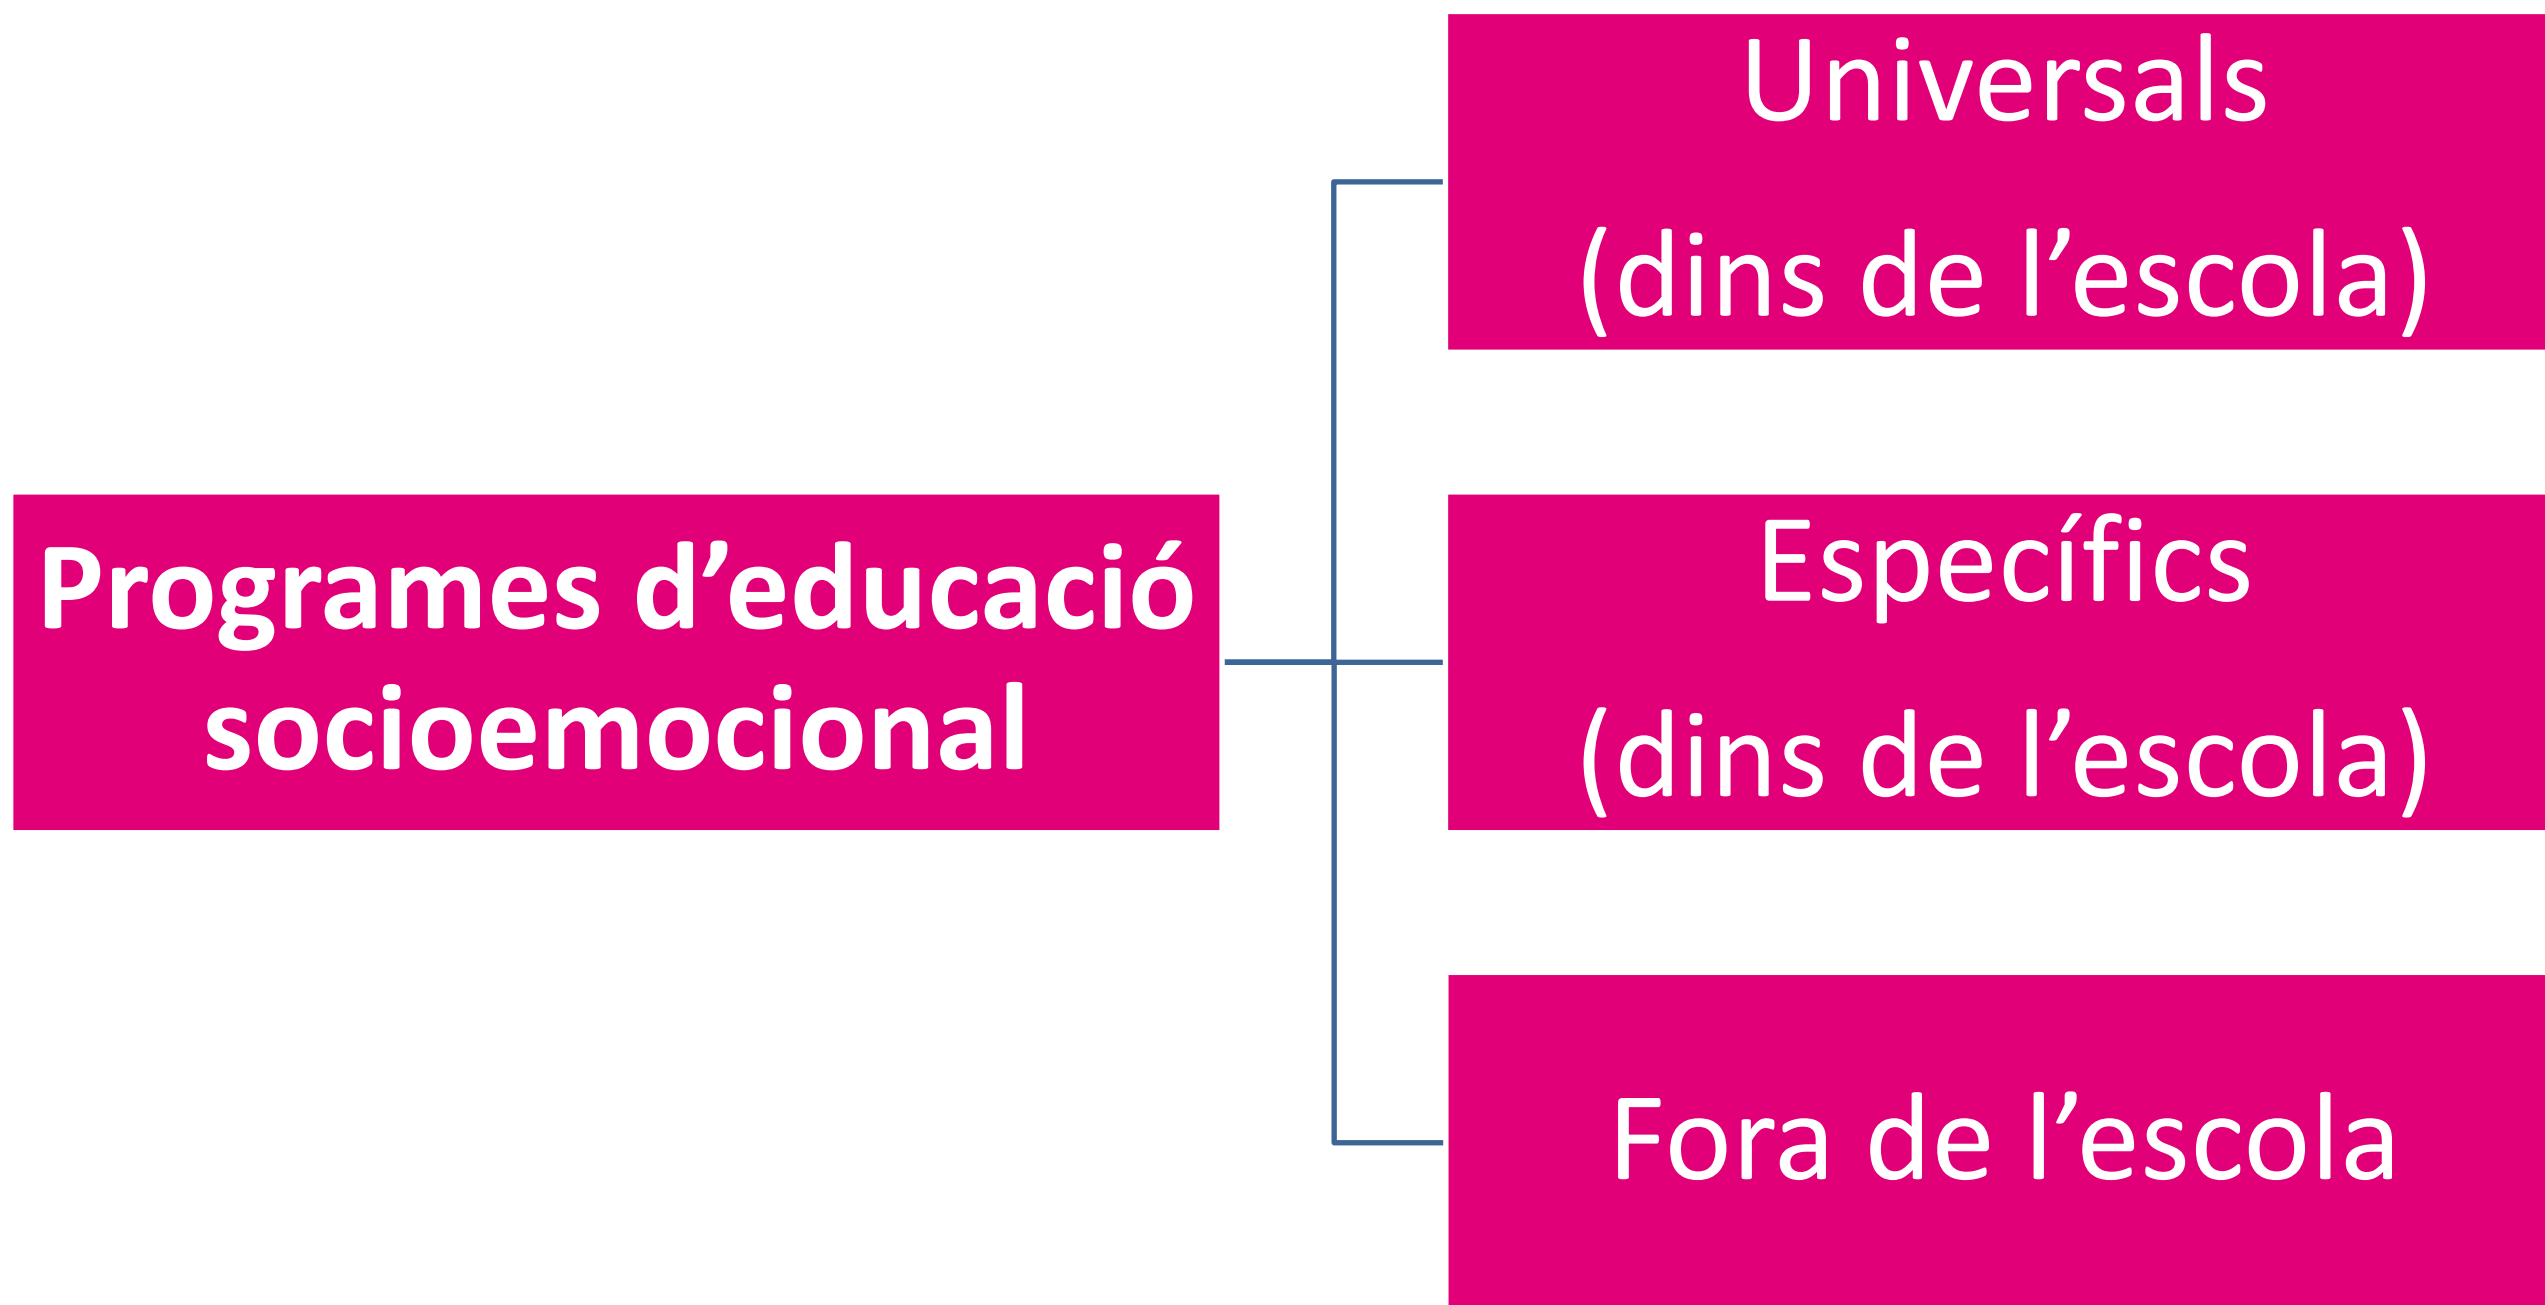 Programes d’educació
socioemocional
Universals
(dins de l’escola)
Específics
(dins de l’escola)
Fora de l’escola